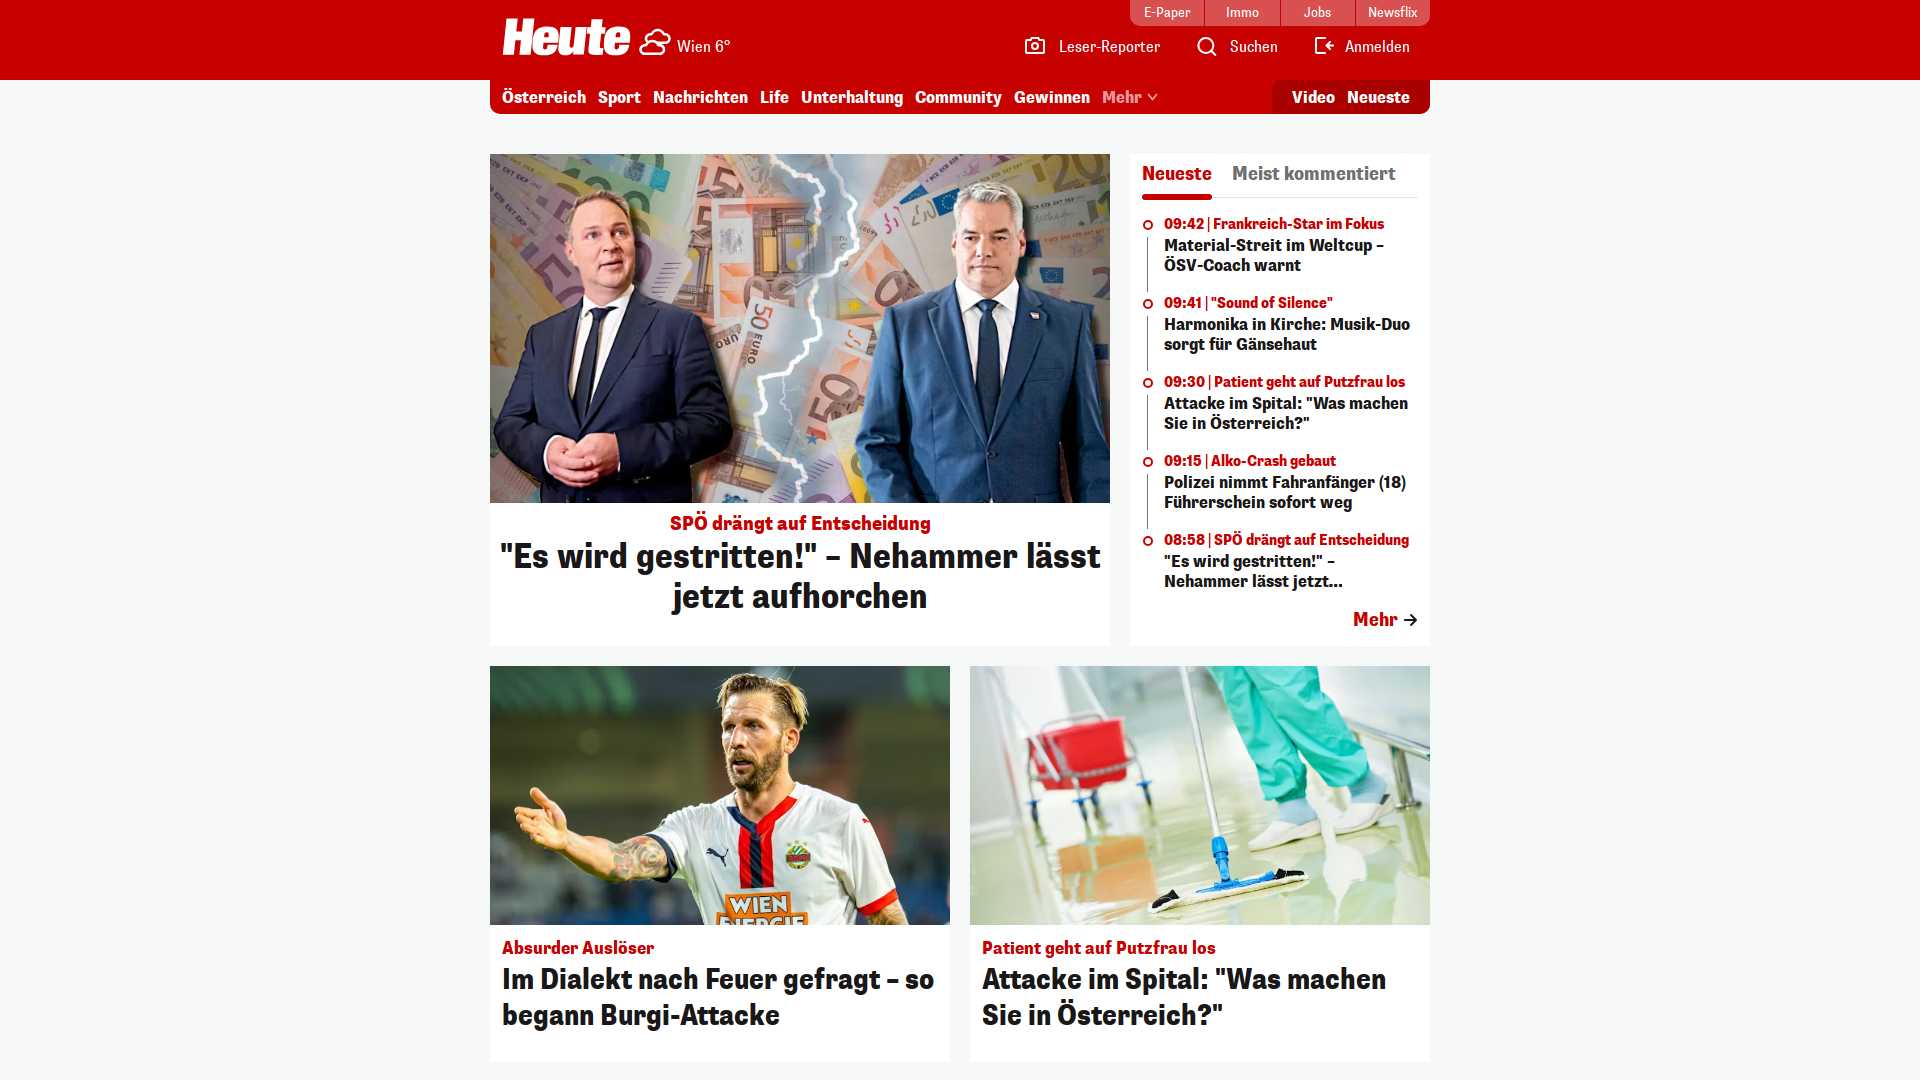 E-Paper
Immo
Jobs
Newsflix
Heute
Wien 6°
Leser-Reporter
Suchen
Anmelden
Österreich
Sport
Nachrichten
Life
Unterhaltung
Community
Gewinnen
Mehr
Video
Neueste
50 EURO
50
SPÖ drängt auf Entscheidung
"Es wird gestritten!" – Nehammer lässt
jetzt aufhorchen
Neueste
Meist kommentiert
09:42 | Frankreich-Star im Fokus
Material-Streit im Weltcup –
ÖSV-Coach warnt
09:41 | "Sound of Silence"
Harmonika in Kirche: Musik-Duo
sorgt für Gänsehaut
09:30 | Patient geht auf Putzfrau los
Attacke im Spital: "Was machen
Sie in Österreich?"
09:15 | Alko-Crash gebaut
Polizei nimmt Fahranfänger (18)
Führerschein sofort weg
08:58 | SPÖ drängt auf Entscheidung
"Es wird gestritten!" –
Nehammer lässt jetzt...
Mehr
WIEN
ENERGIE
Absurder Auslöser
Im Dialekt nach Feuer gefragt – so
begann Burgi-Attacke
Patient geht auf Putzfrau los
Attacke im Spital: "Was machen
Sie in Österreich?"